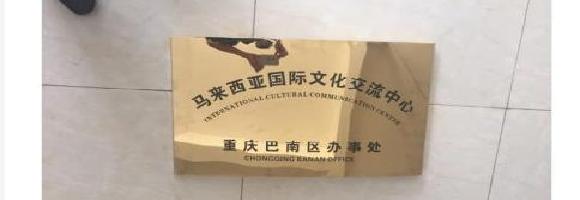 马来西亚国际文化交流中心
INTERNATIONAL CULTURAL COMMUNICATION CENTRE
重庆巴南区办事处
CHONGQING BANAN OFFICE